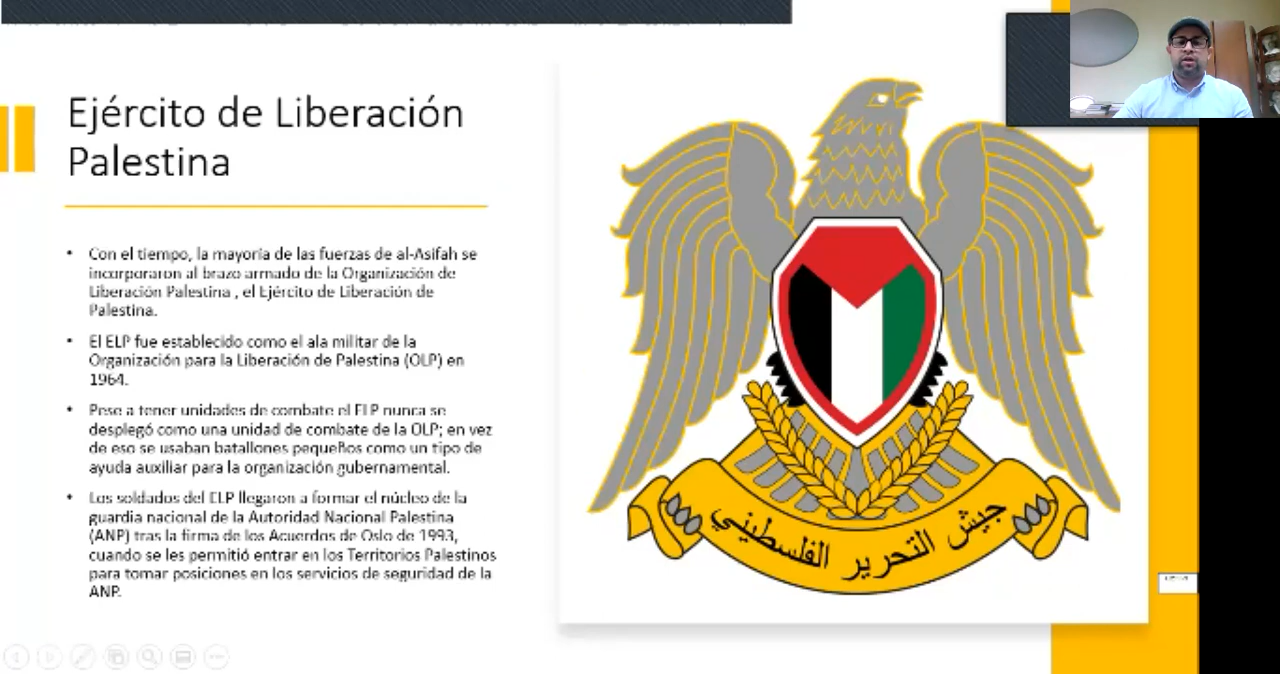 Ejército de Liberación
Palestina
• Con el tiempo, la mayoría de las fuerzas de al-Asifah se
incorporaron al brazo armado de la Organización de
Liberación Palestina , el Ejército de Liberación de
Palestina.
• El ELP fue establecido como el ala militar de la
Organización para la Liberación de Palestina (OLP) en
1964.
• Pese a tener unidades de combate el ELP nunca se
desplegó como una unidad de combate de la OLP; en vez
de eso se usaban batallones pequeños como un tipo de
ayuda auxiliar para la organización gubernamental.
• Los soldados del ELP llegaron a formar el núcleo de la
guardia nacional de la Autoridad Nacional Palestina
(ANP) tras la firma de los Acuerdos de Oslo de 1993,
cuando se les permitió entrar en los Territorios Palestinos
para tomar posiciones en los servicios de seguridad de la
ANP.
جيش التحرير الفلسطيني